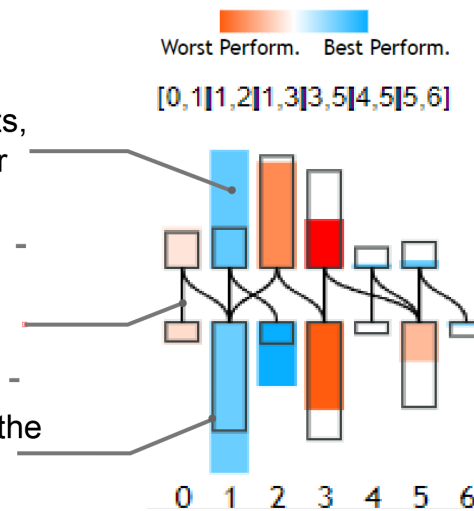 Worst Perform. Best Perform.
[0,1][1,2][1,3][3,5][4,5][5,6]
ts,
r
-
-
the
0 1 2 3 4 5 6